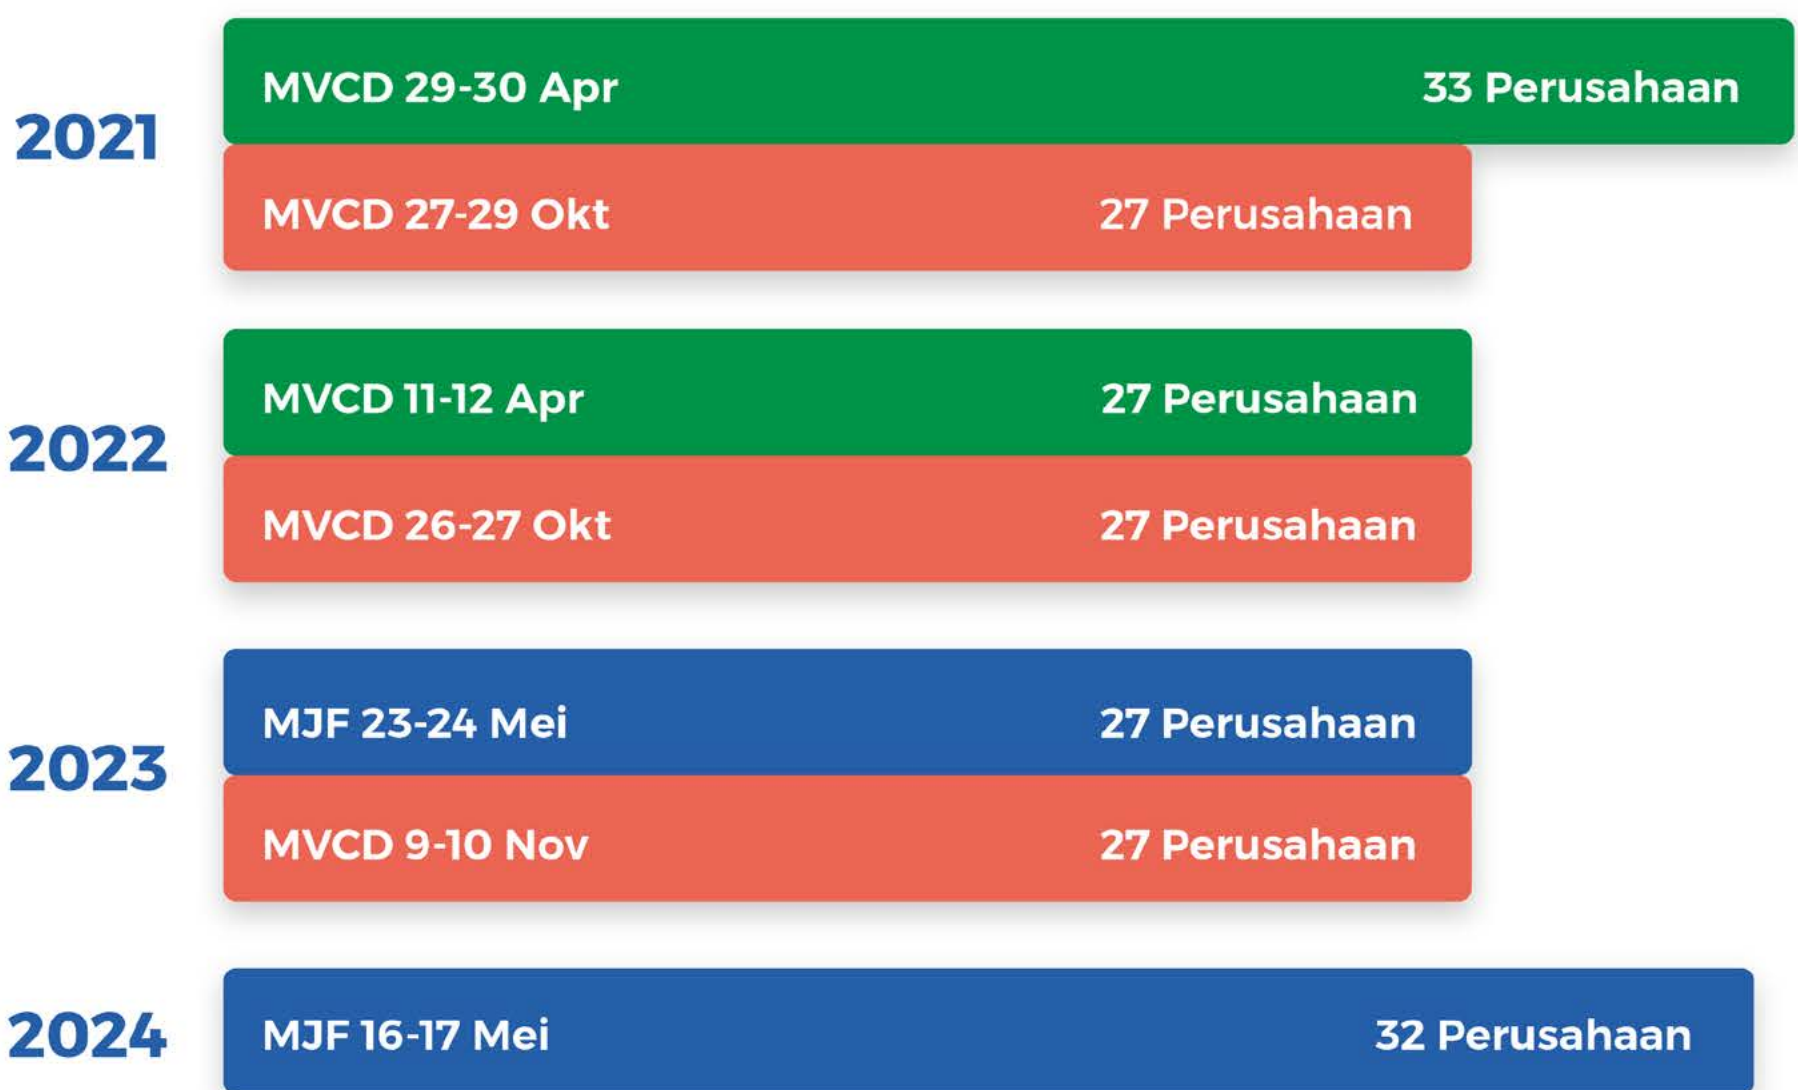 2021
MVCD 29-30 Apr 33 Perusahaan
MVCD 27-29 Okt 27 Perusahaan
2022
MVCD 11-12 Apr 27 Perusahaan
MVCD 26-27 Okt 27 Perusahaan
2023
MJF 23-24 Mei 27 Perusahaan
MVCD 9-10 Nov 27 Perusahaan
2024
MJF 16-17 Mei 32 Perusahaan